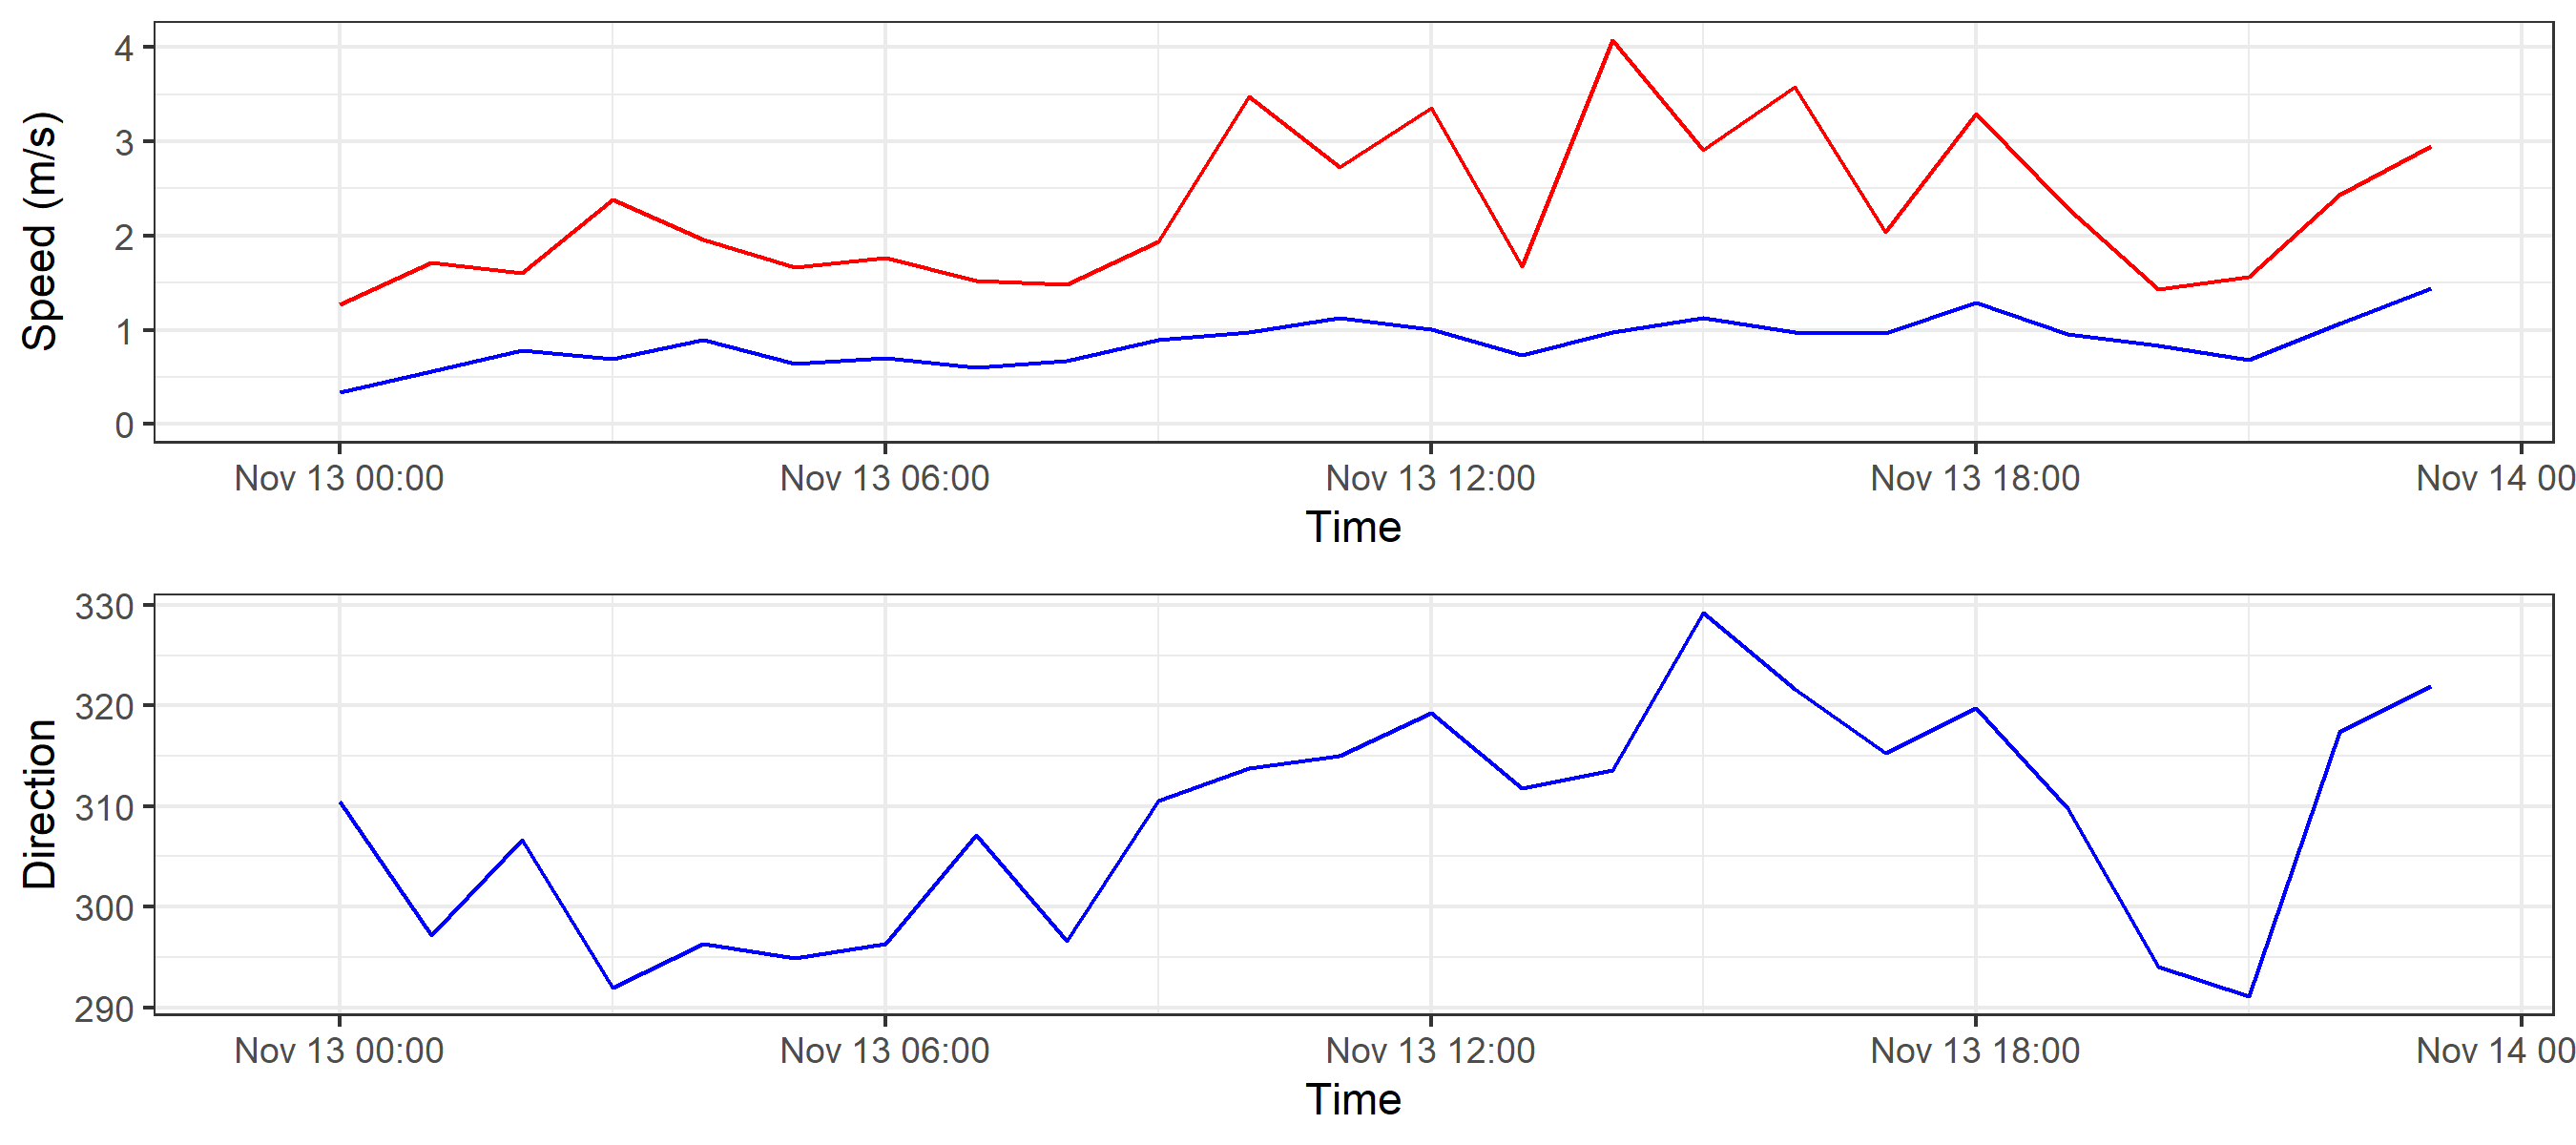 4
3
2
1
0
Speed (m/s)
Nov 13 00:00
Nov 13 06:00
Nov 13 12:00
Nov 13 18:00
Nov 14 00
Time
330
320
310
300
290
Direction
Nov 13 00:00
Nov 13 06:00
Nov 13 12:00
Nov 13 18:00
Nov 14 00
Time